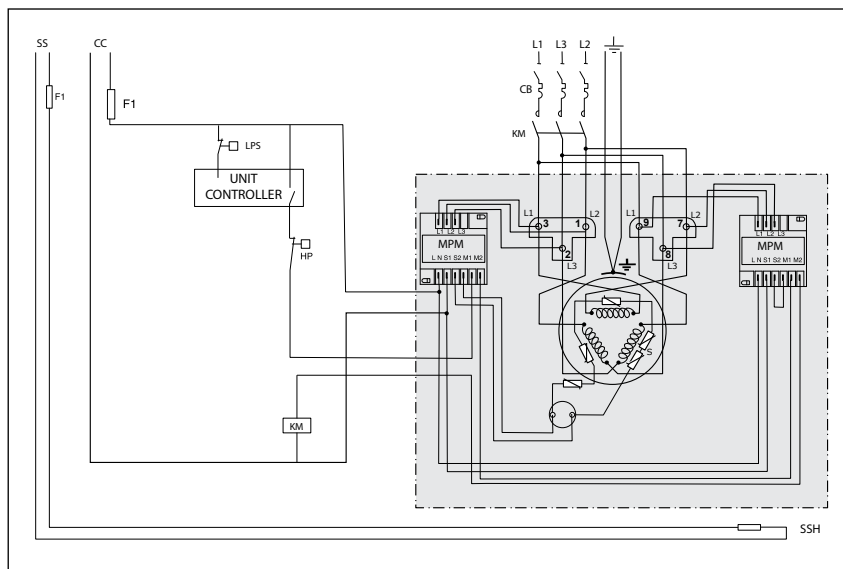 SS
CC
L1
L3
L2
F1
F1
CB
LPS
KM
UNIT
CONTROLLER
L1
3
1
L2
L1
9
7
L2
L1 L2 L3
L1 L2 L3
MPM
MPM
HP
2
8
L3
L3
L N S1 S2 M1 M2
L N S1 S2 M1 M2
S
KM
SSH